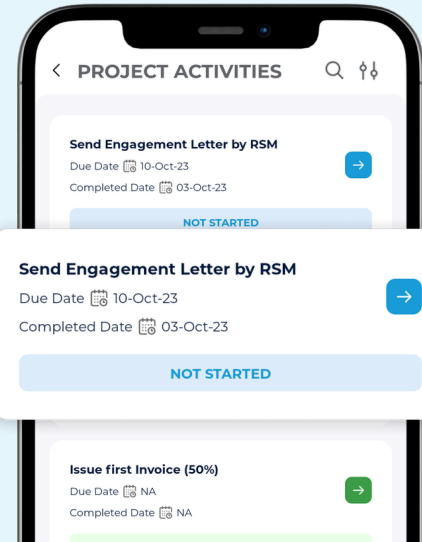 PROJECT ACTIVITIES
Send Engagement Letter by RSM
Due Date 10-Oct-23
Completed Date 03-Oct-23
NOT STARTED
Send Engagement Letter by RSM
Due Date 10-Oct-23
Completed Date 03-Oct-23
NOT STARTED
Issue first Invoice (50%)
Due Date NA
Completed Date NA